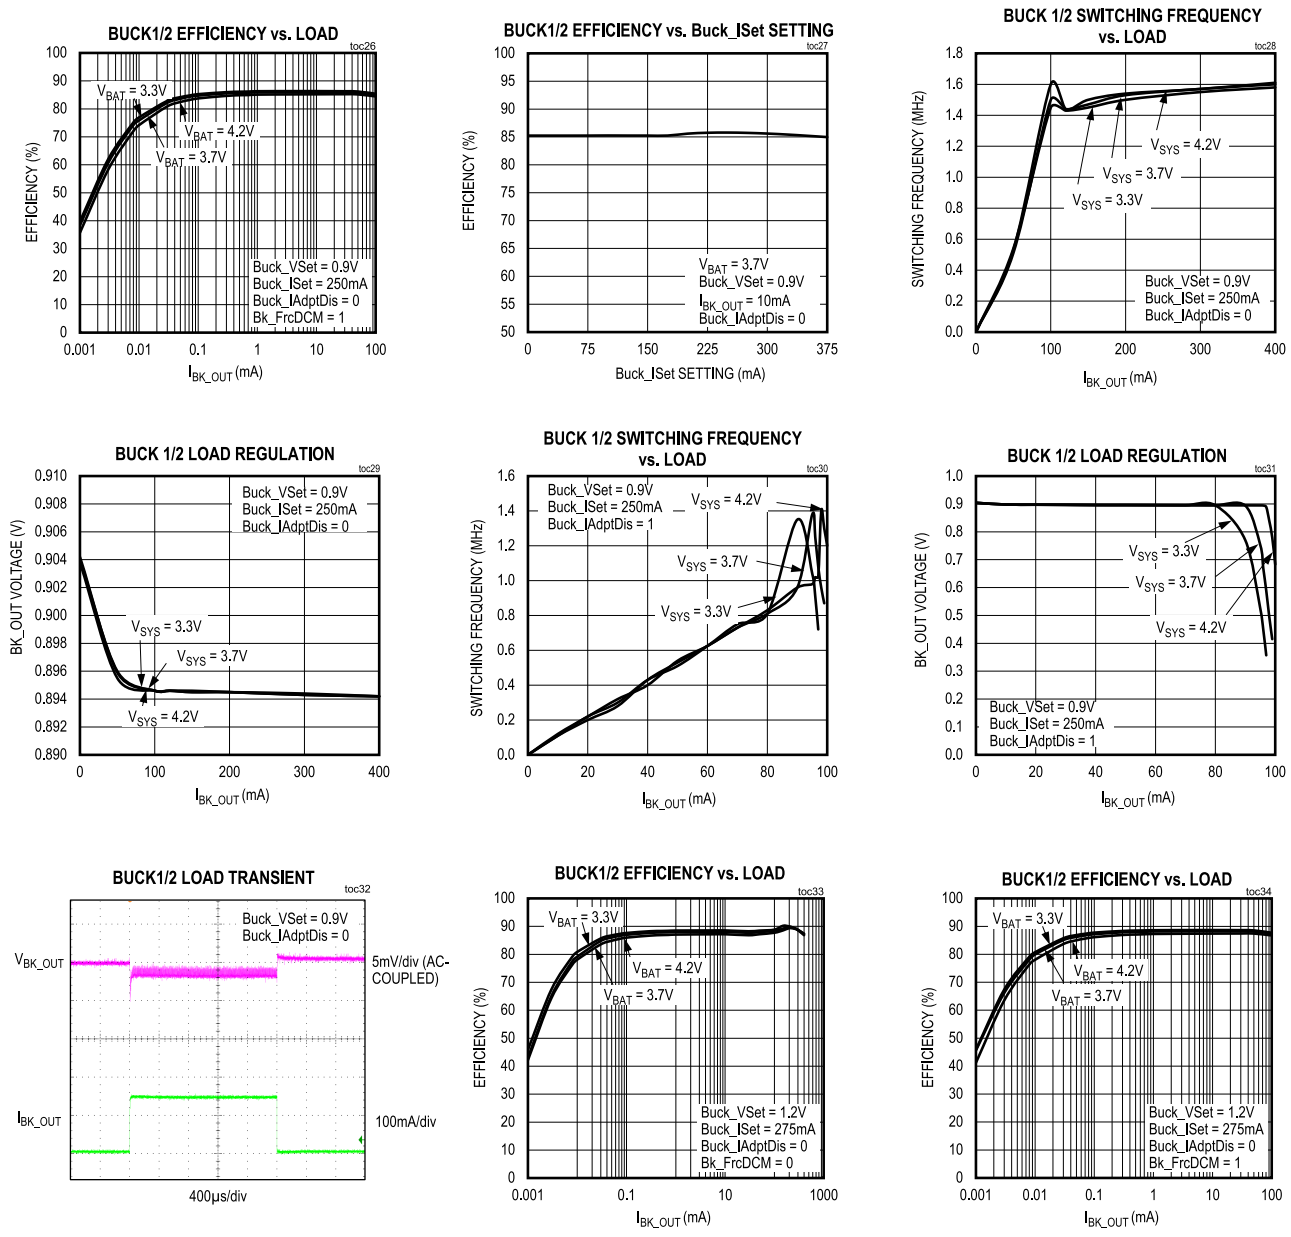 BUCK1/2 EFFICIENCY vs. LOAD
toc26
EFFICIENCY (%)
100
90
80
70
60
50
40
30
20
10
0
VBAT = 3.3V
VBAT = 4.2V
VBAT = 3.7V
Buck_VSet = 0.9V
Buck_ISet = 250mA
Buck_IAdptDis = 0
Bk_FrcDCM = 1
0.001 0.01 0.1 1 10 100
IBK_OUT (mA)
BUCK1/2 EFFICIENCY vs. Buck_ISet SETTING
toc27
EFFICIENCY (%)
100
95
90
85
80
75
70
65
60
55
50
VBAT = 3.7V
Buck_VSet = 0.9V
IBK_OUT = 10mA
Buck_IAdptDis = 0
0 75 150 225 300 375
Buck_ISet SETTING (mA)
BUCK 1/2 SWITCHING FREQUENCY
vs. LOAD
toc28
SWITCHING FREQUENCY (MHz)
1.8
1.6
1.4
1.2
1.0
0.8
0.6
0.4
0.2
0.0
VSYS = 4.2V
VSYS = 3.7V
VSYS = 3.3V
Buck_VSet = 0.9V
Buck_ISet = 250mA
Buck_IAdptDis = 0
0 100 200 300 400
IBK_OUT (mA)
BUCK 1/2 LOAD REGULATION
toc29
BK_OUT VOLTAGE (V)
0.910
0.908
0.906
0.904
0.902
0.900
0.898
0.896
0.894
0.892
0.890
Buck_VSet = 0.9V
Buck_ISet = 250mA
Buck_IAdptDis = 0
VSYS = 3.3V
VSYS = 3.7V
VSYS = 4.2V
0 100 200 300 400
IBK_OUT (mA)
BUCK 1/2 SWITCHING FREQUENCY
vs. LOAD
toc30
SWITCHING FREQUENCY (MHz)
1.6
1.4
1.2
1.0
0.8
0.6
0.4
0.2
0.0
Buck_VSet = 0.9V
Buck_ISet = 250mA
Buck_IAdptDis = 1
VSYS = 4.2V
VSYS = 3.7V
VSYS = 3.3V
0 20 40 60 80 100
IBK_OUT (mA)
BUCK 1/2 LOAD REGULATION
toc31
BK_OUT VOLTAGE (V)
1.0
0.9
0.8
0.7
0.6
0.5
0.4
0.3
0.2
0.1
0.0
VSYS = 3.3V
VSYS = 3.7V
VSYS = 4.2V
Buck_VSet = 0.9V
Buck_ISet = 250mA
Buck_IAdptDis = 1
0 20 40 60 80 100
IBK_OUT (mA)
BUCK1/2 LOAD TRANSIENT
toc32
Buck_VSet = 0.9V
Buck_IAdptDis = 0
VBK_OUT
5mV/div (AC-
COUPLED)
IBK_OUT
100mA/div
400µs/div
BUCK1/2 EFFICIENCY vs. LOAD
toc33
EFFICIENCY (%)
100
90
80
70
60
50
40
30
20
10
0
VBAT = 3.3V
VBAT = 4.2V
VBAT = 3.7V
Buck_VSet = 1.2V
Buck_ISet = 275mA
Buck_IAdptDis = 0
Bk_FrcDCM = 0
0.001 0.1 10 1000
IBK_OUT (mA)
BUCK1/2 EFFICIENCY vs. LOAD
toc34
EFFICIENCY (%)
100
90
80
70
60
50
40
30
20
10
0
VBAT = 3.3V
VBAT = 4.2V
VBAT = 3.7V
Buck_VSet = 1.2V
Buck_ISet = 275mA
Buck_IAdptDis = 0
Bk_FrcDCM = 1
0.001 0.01 0.1 1 10 100
IBK_OUT (mA)